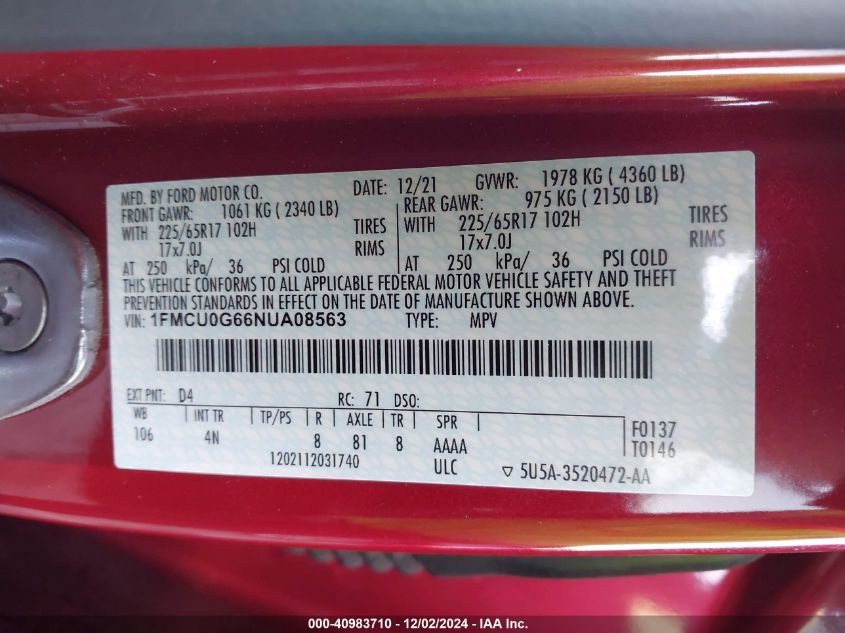 MFD. BY FORD MOTOR CO. DATE: 12/21 GVWR: 1978 KG ( 4360 LB)
FRONT GAWR: 1061 KG ( 2340 LB) REAR GAWR: 975 KG ( 2150 LB)
WITH 225/65R17 102H TIRES WITH 225/65R17 102H TIRES
17x7.0J RIMS 17x7.0J RIMS
AT 250 kPa/ 36 PSI COLD AT 250 kPa/ 36 PSI COLD
THIS VEHICLE CONFORMS TO ALL APPLICABLE FEDERAL MOTOR VEHICLE SAFETY AND THEFT
PREVENTION STANDARDS IN EFFECT ON THE DATE OF MANUFACTURE SHOWN ABOVE.
VIN: 1FMCU0G66NUA08563 TYPE: MPV
EXT PNT: D4 RC: 71 DSO:
WB INT TR TP/PS R AXLE TR SPR F0137
106 4N 8 81 8 AAAA T0146
1202112031740 ULC ▽ 5U5A-3520472-AA
000-40983710 - 12/02/2024 - IAA Inc.